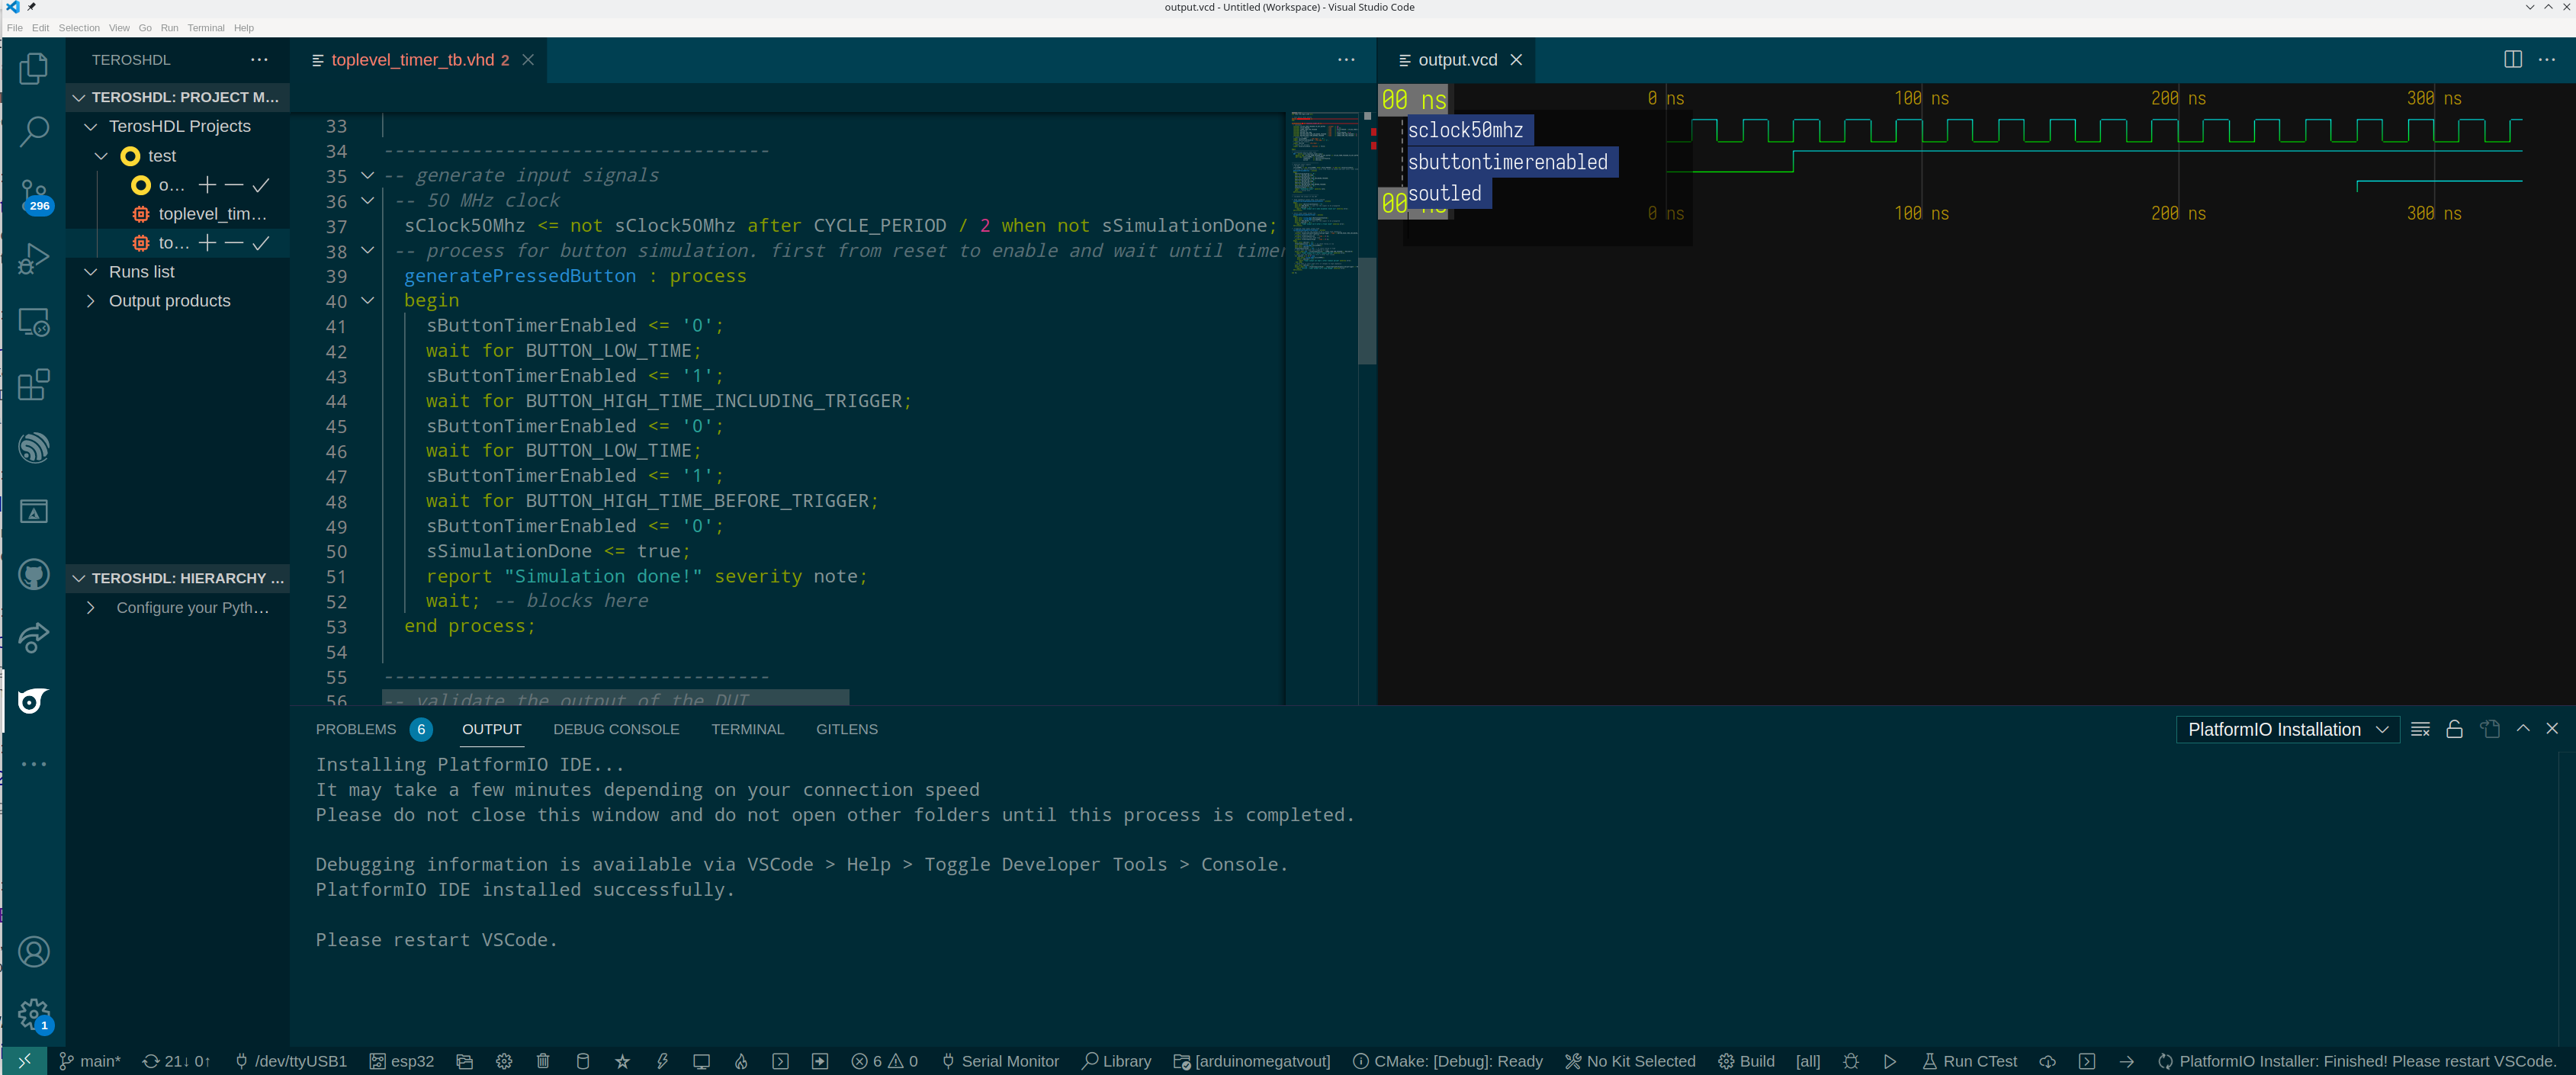 output.vcd - Untitled (Workspace) - Visual Studio Code
File Edit Selection View Go Run Terminal Help
TEROSHDL
TEROSHDL: PROJECT M...
TerosHDL Projects
test
o...
toplevel_tim...
to...
Runs list
Output products
TEROSHDL: HIERARCHY ...
Configure your Pyth...
296
1
toplevel_timer_tb.vhd 2
33
34 -----------------------------------
35 -- generate input signals
36 -- 50 MHz clock
37 sClock50Mhz <= not sClock50Mhz after CYCLE_PERIOD / 2 when not sSimulationDone;
38 -- process for button simulation. first from reset to enable and wait until timer
39 generatePressedButton : process
40 begin
41 sButtonTimerEnabled <= '0';
42 wait for BUTTON_LOW_TIME;
43 sButtonTimerEnabled <= '1';
44 wait for BUTTON_HIGH_TIME_INCLUDING_TRIGGER;
45 sButtonTimerEnabled <= '0';
46 wait for BUTTON_LOW_TIME;
47 sButtonTimerEnabled <= '1';
48 wait for BUTTON_HIGH_TIME_BEFORE_TRIGGER;
49 sButtonTimerEnabled <= '0';
50 sSimulationDone <= true;
51 report "Simulation done!" severity note;
52 wait; -- blocks here
53 end process;
54
55 -----------------------------------
56 -- validate the output of the DUT
output.vcd
00 ns 0 ns 100 ns 200 ns 300 ns
sclock50mhz
sbuttontimerenabled
soutled
00 ns 0 ns 100 ns 200 ns 300 ns
PROBLEMS 6 OUTPUT DEBUG CONSOLE TERMINAL GITLENS
PlatformIO Installation
Installing PlatformIO IDE...
It may take a few minutes depending on your connection speed
Please do not close this window and do not open other folders until this process is completed.
Debugging information is available via VSCode > Help > Toggle Developer Tools > Console.
PlatformIO IDE installed successfully.
Please restart VSCode.
main* 21↓ 0↑ /dev/ttyUSB1 esp32 6 0 Serial Monitor Library [arduinomegatvout] CMake: [Debug]: Ready No Kit Selected Build [all] Run CTest PlatformIO Installer: Finished! Please restart VSCode.